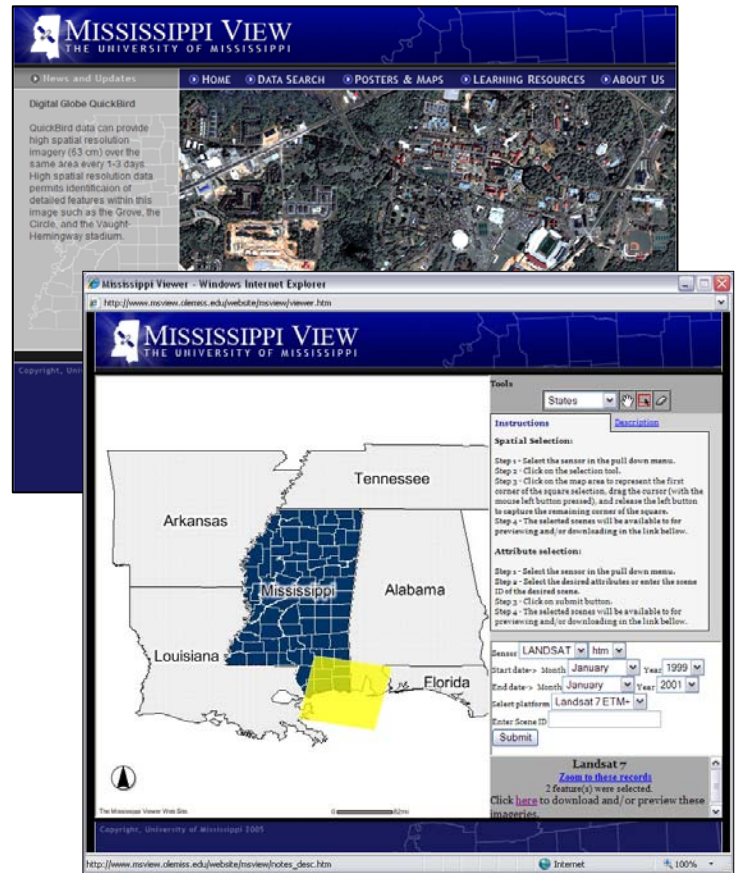 MISSISSIPPI VIEW
THE UNIVERSITY OF MISSISSIPPI
News and Updates
HOME DATA SEARCH POSTERS & MAPS LEARNING RESOURCES ABOUT US
Digital Globe QuickBird
QuickBird data can provide
high spatial resolution
imagery (63 cm) over the
same area every 1-3 days
High spatial resolution data
permits identificaion of
detailed features within this
image such as the Grove, the
Circle, and the Vaught-
Hemingway stadium.
Copyright, Uni
Mississippi Viewer - Windows Internet Explorer
http://www.msview.olemiss.edu/website/msview/viewer.htm
MISSISSIPPI VIEW
THE UNIVERSITY OF MISSISSIPPI
Tennessee
Arkansas
Mississippi
Alabama
Louisiana
Florida
The Mississippi Viewer Web Site
0 82mi
Tools
States
Instructions Description
Spatial Selection:
Step 1 - Select the sensor in the pull down menu.
Step 2 - Click on the selection tool.
Step 3 - Click on the map area to represent the first
corner of the square selection, drag the cursor (with the
mouse left button pressed), and release the left button
to capture the remaining corner of the square.
Step 4 - The selected scenes will be available to for
previewing and/or downloading in the link bellow.
Attribute selection:
Step 1 - Select the sensor in the pull down menu.
Step 2 - Select the desired attributes or enter the scene
ID of the desired scene.
Step 3 - Click on submit button.
Step 4 - The selected scenes will be available to for
previewing and/or downloading in the link bellow.
Sensor LANDSAT htm
Start date-> Month January Year 1999
End date-> Month January Year 2001
Select platform Landsat 7 ETM+
Enter Scene ID
Submit
Landsat 7
Zoom to these records
2 feature(s) were selected.
Click here to download and/or preview these
imageries.
Copyright, University of Mississippi 2005
http://www.msview.olemiss.edu/website/msview/notes_desc.htm
Internet
100%